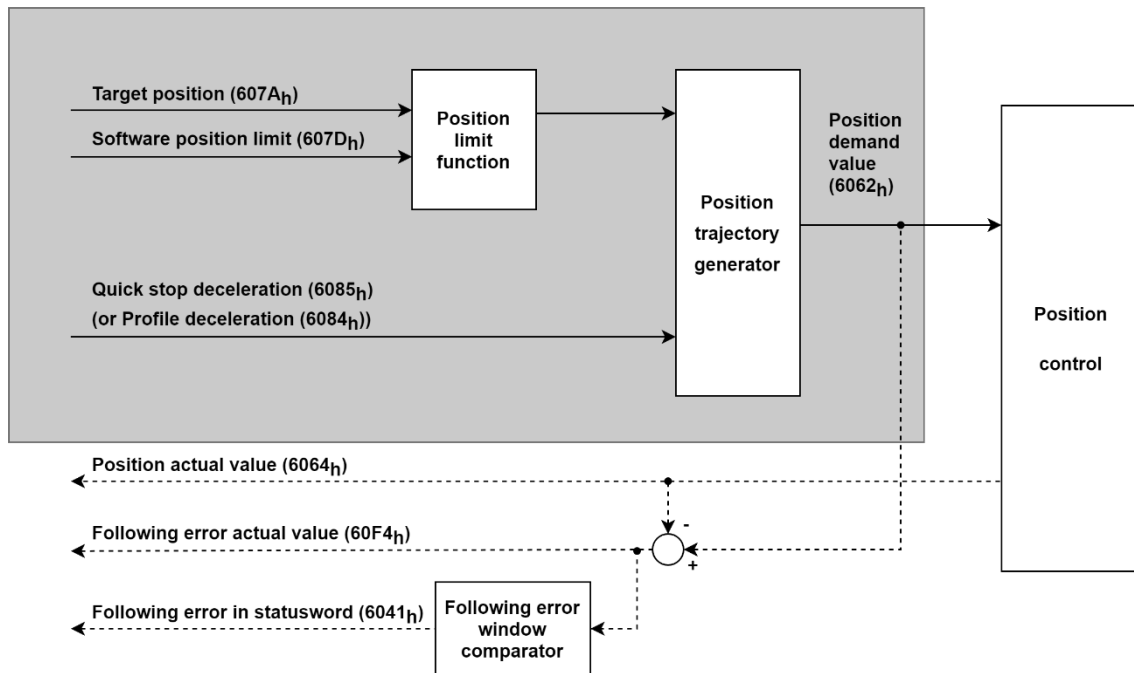 Target position (607Ah)
Software position limit (607Dh)
Position
limit
function
Position
trajectory
generator
Position
demand
value
(6062h)
Quick stop deceleration (6085h)
(or Profile deceleration (6084h))
Position
control
Position actual value (6064h)
-
+
Following error actual value (60F4h)
Following error in statusword (6041h)
Following error
window
comparator